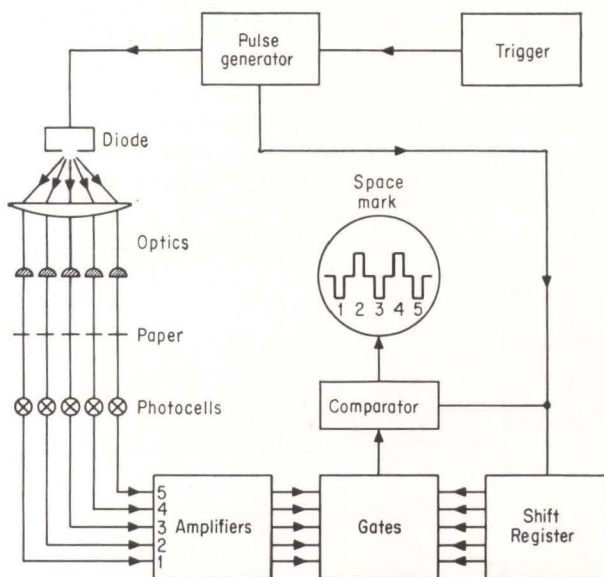 Pulse
generator
Trigger
Diode
Space
mark
Optics
1 2 3 4 5
Paper
Photocells
Comparator
5
4
3
2
1
Amplifiers
Gates
Shift
Register